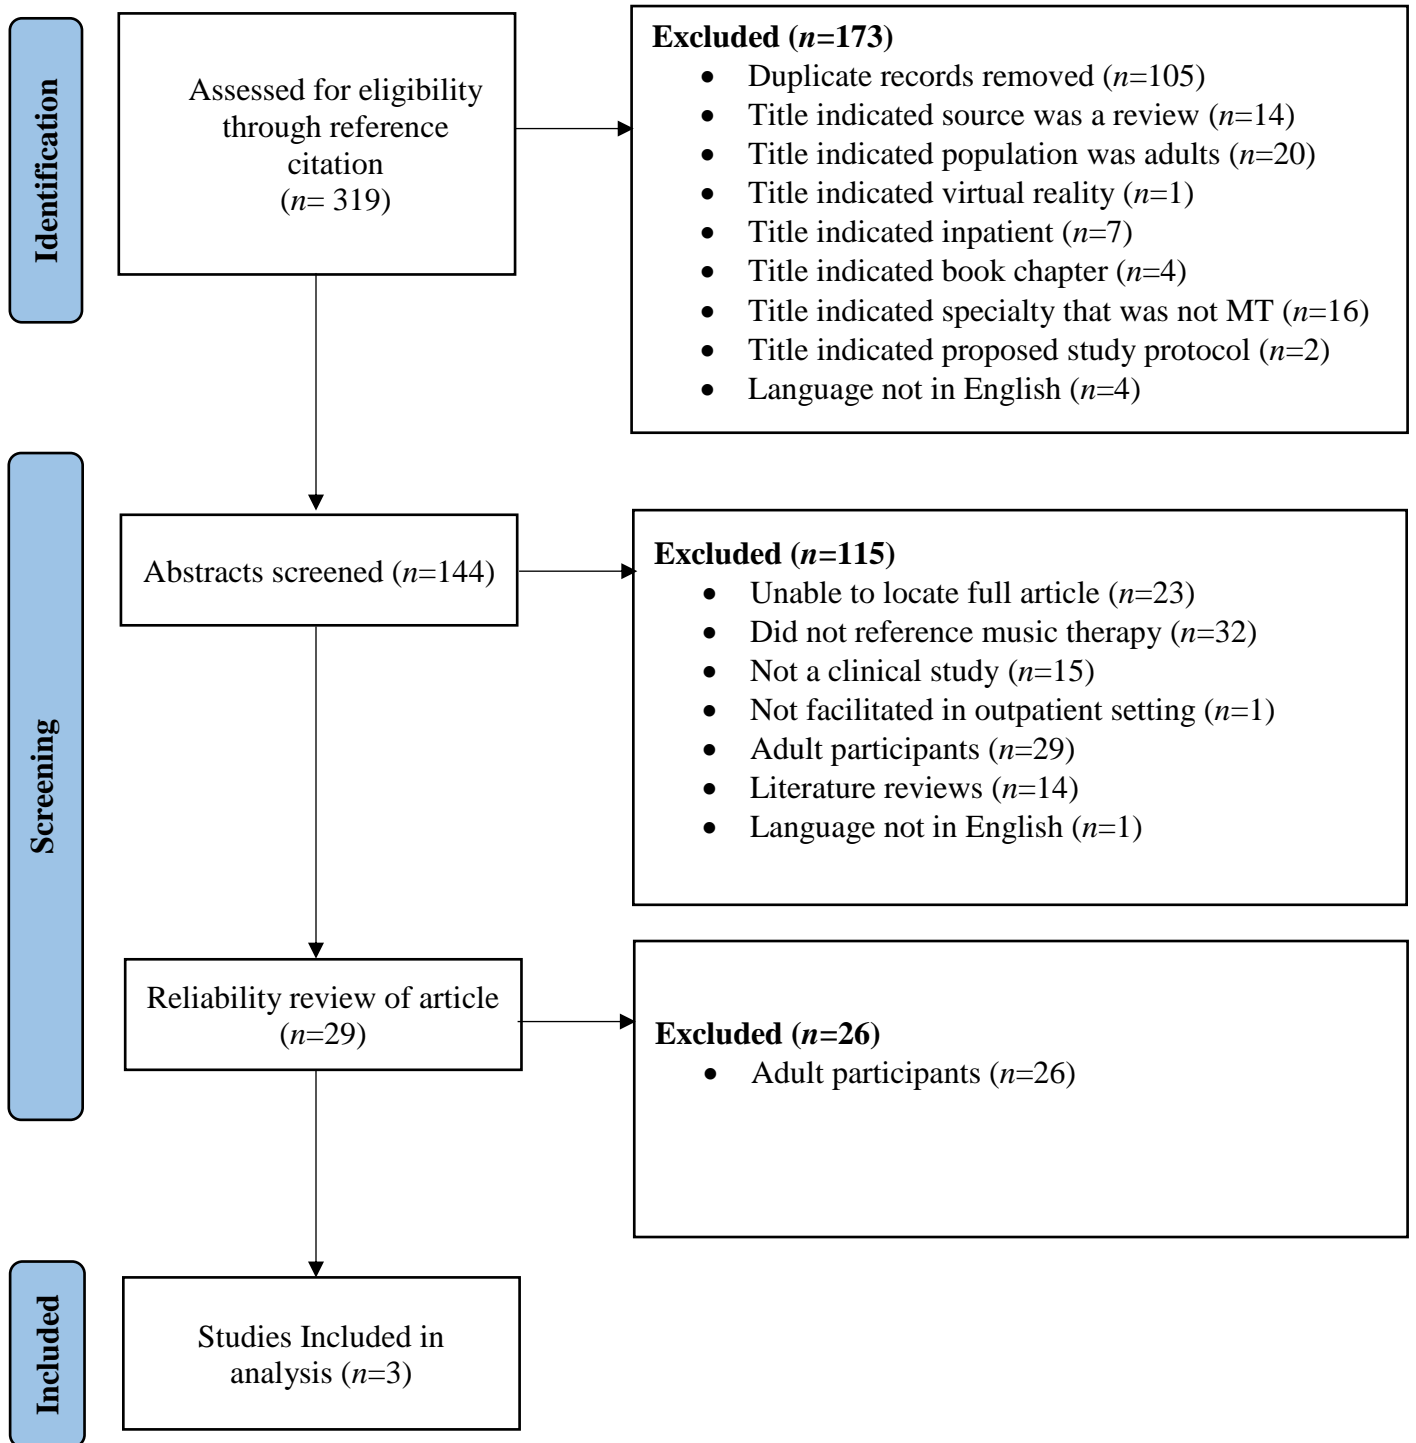 Identification
Assessed for eligibility
through reference
citation
(n= 319)
Excluded (n=173)
• Duplicate records removed (n=105)
• Title indicated source was a review (n=14)
• Title indicated population was adults (n=20)
• Title indicated virtual reality (n=1)
• Title indicated inpatient (n=7)
• Title indicated book chapter (n=4)
• Title indicated specialty that was not MT (n=16)
• Title indicated proposed study protocol (n=2)
• Language not in English (n=4)
Screening
Abstracts screened (n=144)
Excluded (n=115)
• Unable to locate full article (n=23)
• Did not reference music therapy (n=32)
• Not a clinical study (n=15)
• Not facilitated in outpatient setting (n=1)
• Adult participants (n=29)
• Literature reviews (n=14)
• Language not in English (n=1)
Reliability review of article
(n=29)
Excluded (n=26)
• Adult participants (n=26)
Included
Studies Included in
analysis (n=3)